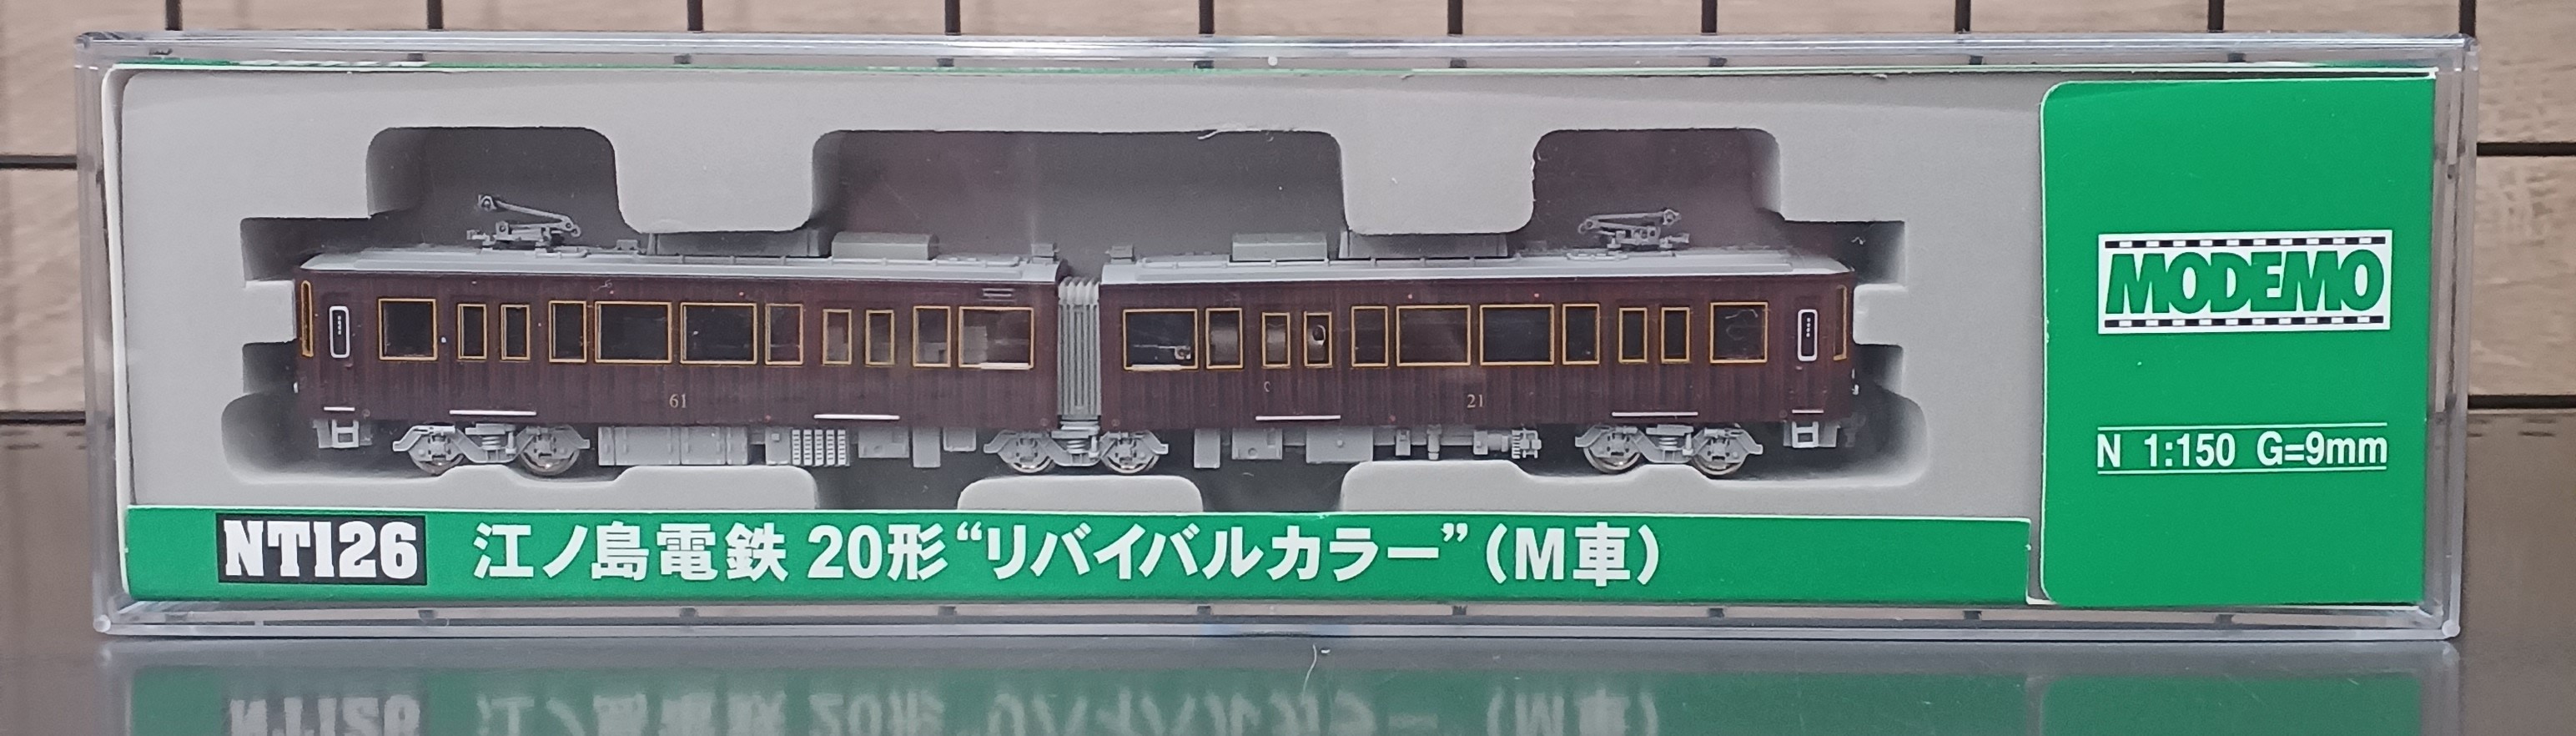 61
21
MODEMO
N 1:150 G=9mm
NT126 江ノ島電鉄 20形“リバイバルカラー”(M車)